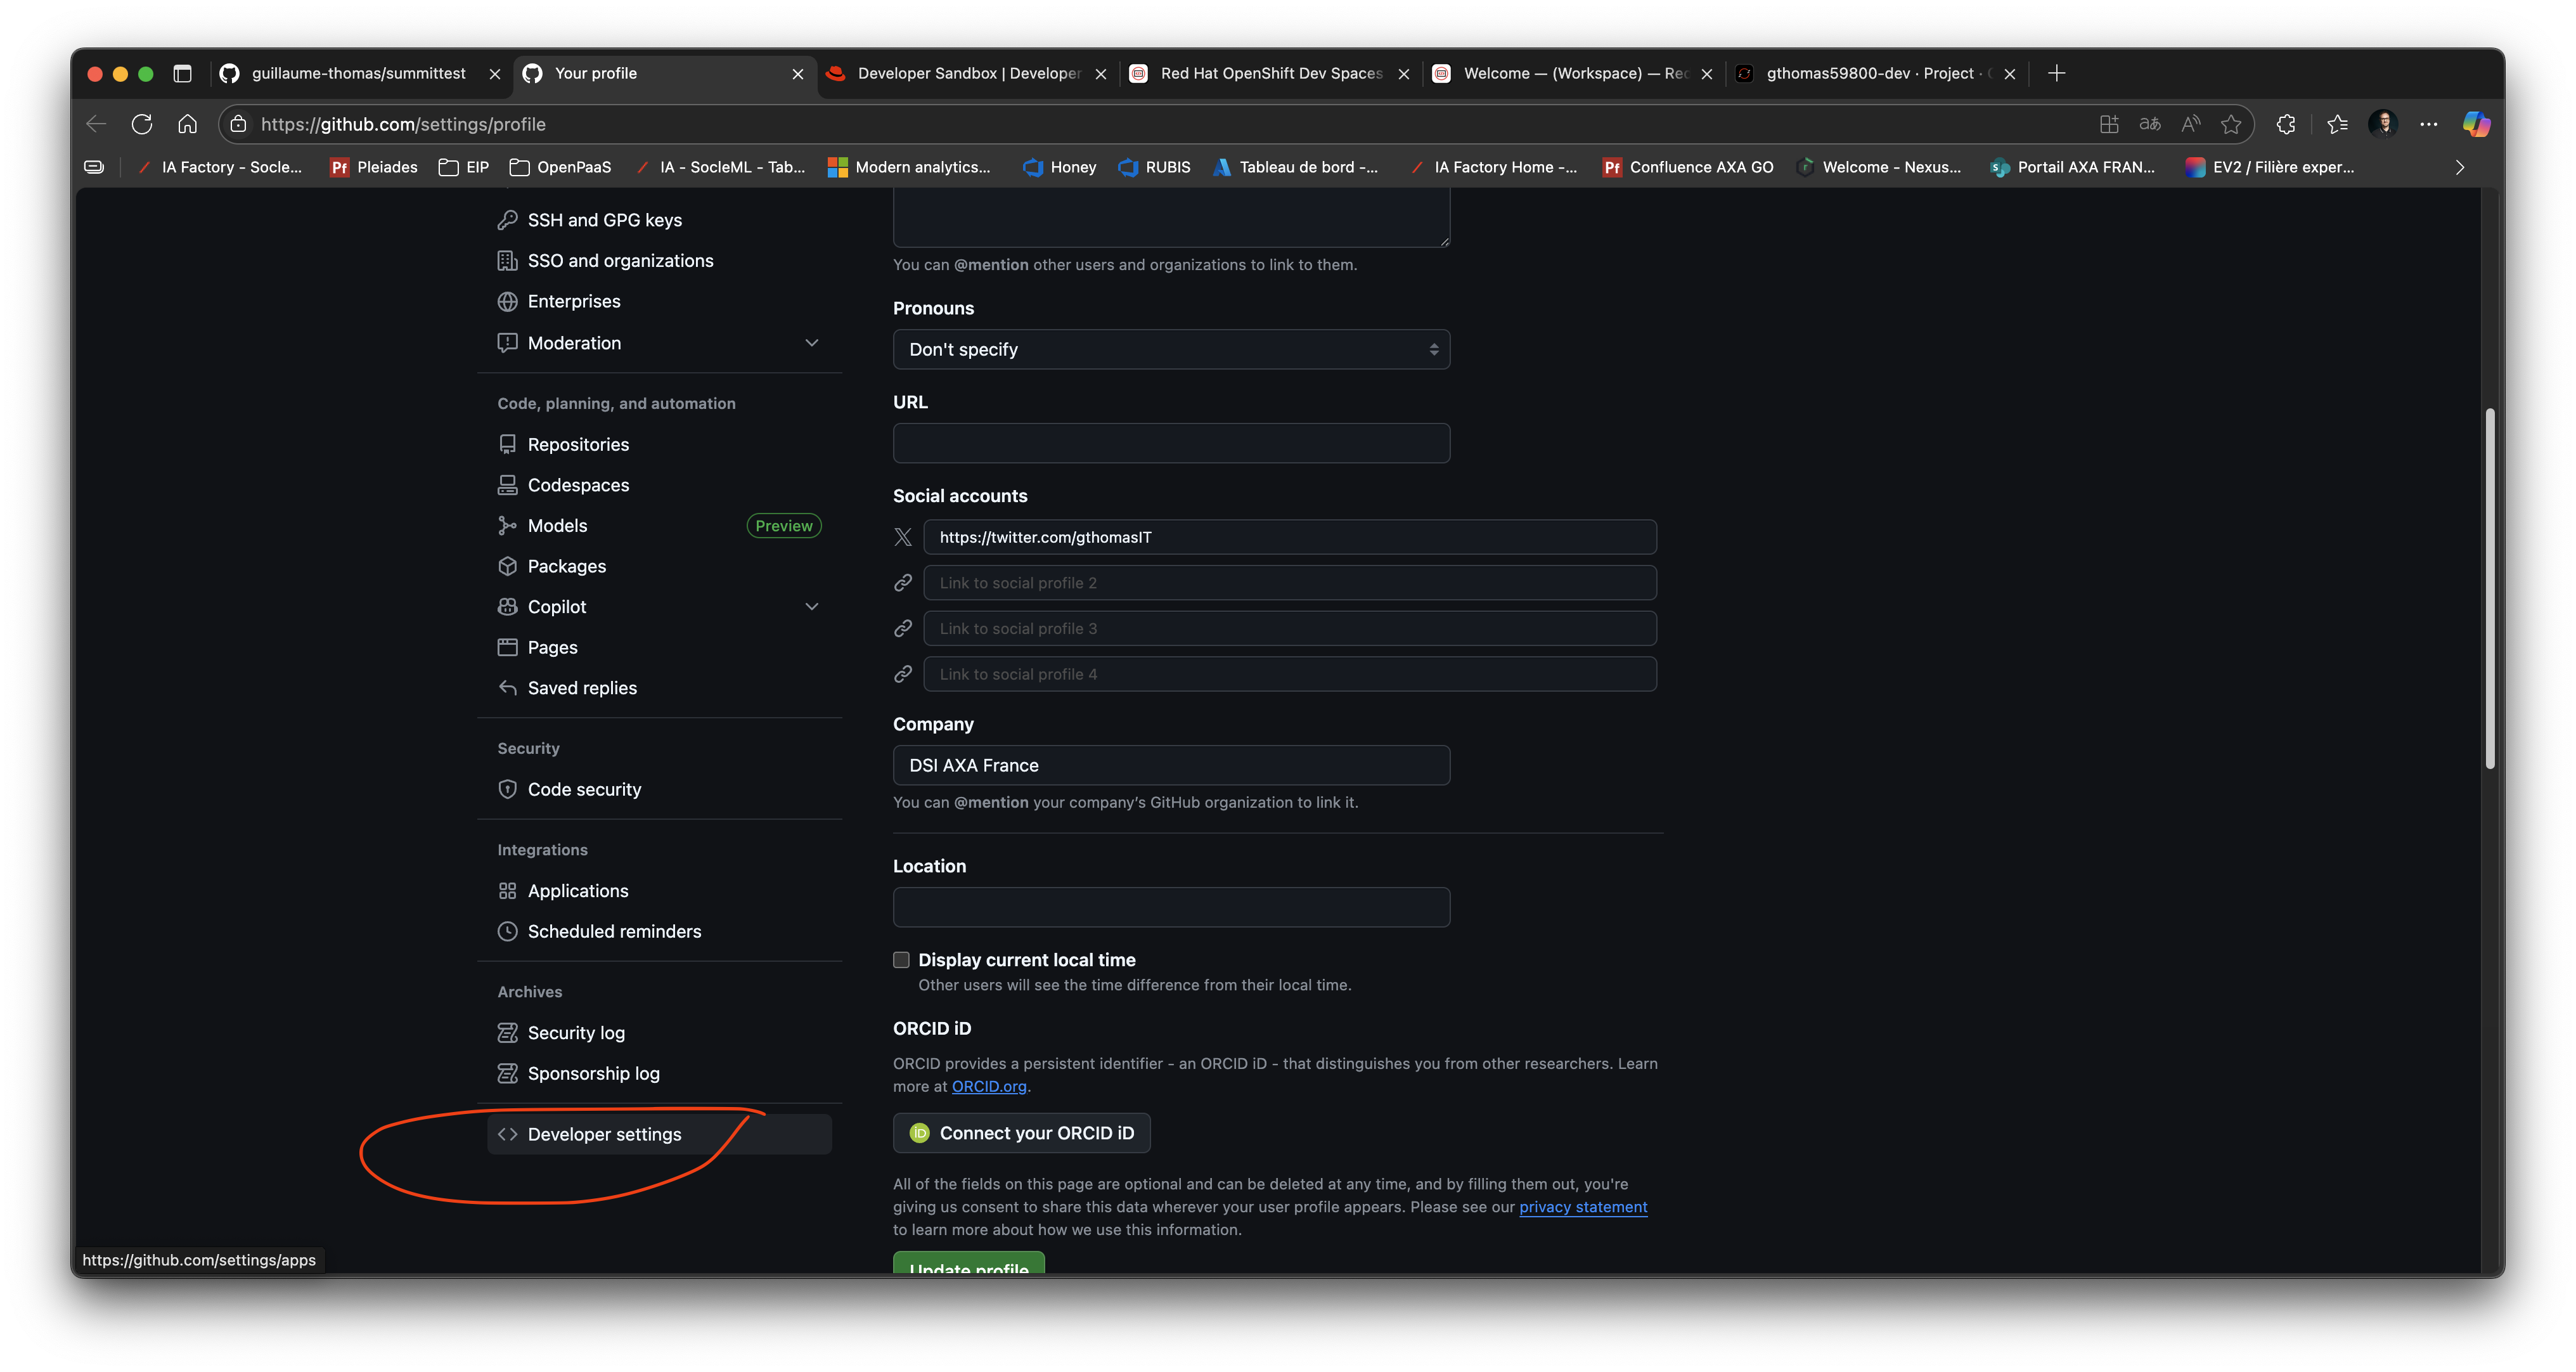 guillaume-thomas/summittest
Your profile
Developer Sandbox | Developer
Red Hat OpenShift Dev Spaces
Welcome — (Workspace) — Rec
gthomas59800-dev · Project ·
https://github.com/settings/profile
IA Factory - Socle...
Pf Pleiades
EIP
OpenPaaS
IA - SocleML - Tab...
Modern analytics...
Honey
RUBIS
Tableau de bord -...
IA Factory Home -...
Pf Confluence AXA GO
Welcome - Nexus...
Portail AXA FRAN...
EV2 / Filière exper...
SSH and GPG keys
SSO and organizations
Enterprises
Moderation
Code, planning, and automation
Repositories
Codespaces
Models Preview
Packages
Copilot
Pages
Saved replies
Security
Code security
Integrations
Applications
Scheduled reminders
Archives
Security log
Sponsorship log
Developer settings
You can @mention other users and organizations to link to them.
Pronouns
Don't specify
URL
Social accounts
https://twitter.com/gthomasIT
Link to social profile 2
Link to social profile 3
Link to social profile 4
Company
DSI AXA France
You can @mention your company's GitHub organization to link it.
Location
Display current local time
Other users will see the time difference from their local time.
ORCID iD
ORCID provides a persistent identifier - an ORCID iD - that distinguishes you from other researchers. Learn
more at ORCID.org.
iD Connect your ORCID iD
All of the fields on this page are optional and can be deleted at any time, and by filling them out, you're
giving us consent to share this data wherever your user profile appears. Please see our privacy statement
to learn more about how we use this information.
Update profile
https://github.com/settings/apps